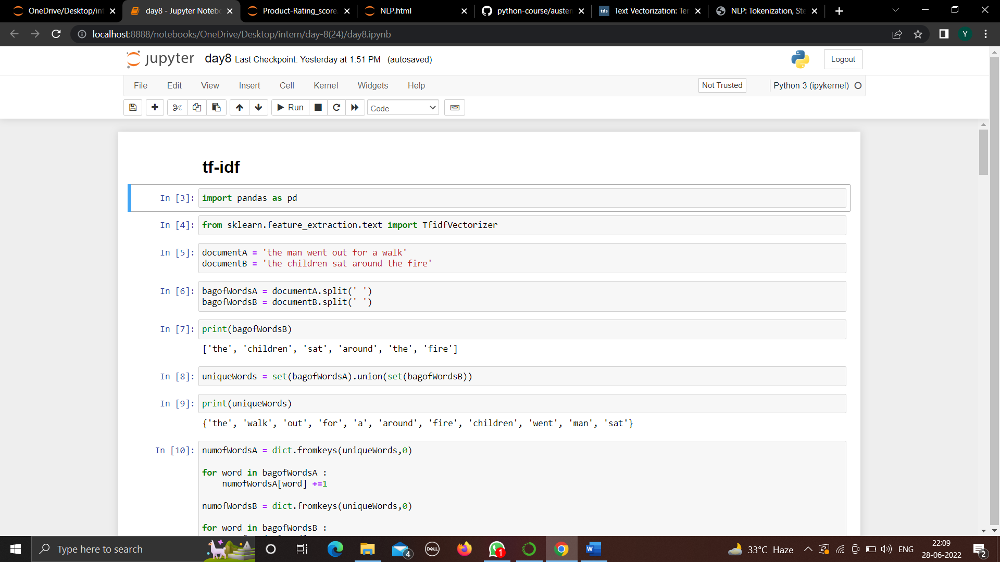 OneDrive/Desktop/int
day8 - Jupyter Notebo
Product-Rating_score.
NLP.html
python-course/austen
tds Text Vectorization: Ter
NLP: Tokenization, Ste
localhost:8888/notebooks/OneDrive/Desktop/intern/day-8(24)/day8.ipynb
Y
jupyter day8 Last Checkpoint: Yesterday at 1:51 PM (autosaved)
Logout
File Edit View Insert Cell Kernel Widgets Help
Not Trusted
Python 3 (ipykernel)
Run
Code
tf-idf
In [3]: import pandas as pd
In [4]: from sklearn.feature_extraction.text import TfidfVectorizer
In [5]: documentA = 'the man went out for a walk'
documentB = 'the children sat around the fire'
In [6]: bagofWordsA = documentA.split(' ')
bagofWordsB = documentB.split(' ')
In [7]: print(bagofWordsB)
['the', 'children', 'sat', 'around', 'the', 'fire']
In [8]: uniqueWords = set(bagofWordsA).union(set(bagofWordsB))
In [9]: print(uniqueWords)
{'the', 'walk', 'out', 'for', 'a', 'around', 'fire', 'children', 'went', 'man', 'sat'}
In [10]: numofWordsA = dict.fromkeys(uniqueWords,0)
for word in bagofWordsA :
numofWordsA[word] +=1
numofWordsB = dict.fromkeys(uniqueWords,0)
for word in bagofWordsB :
Type here to search
4
DELL
1
W
33°C Haze
ENG
22:09
28-06-2022
2